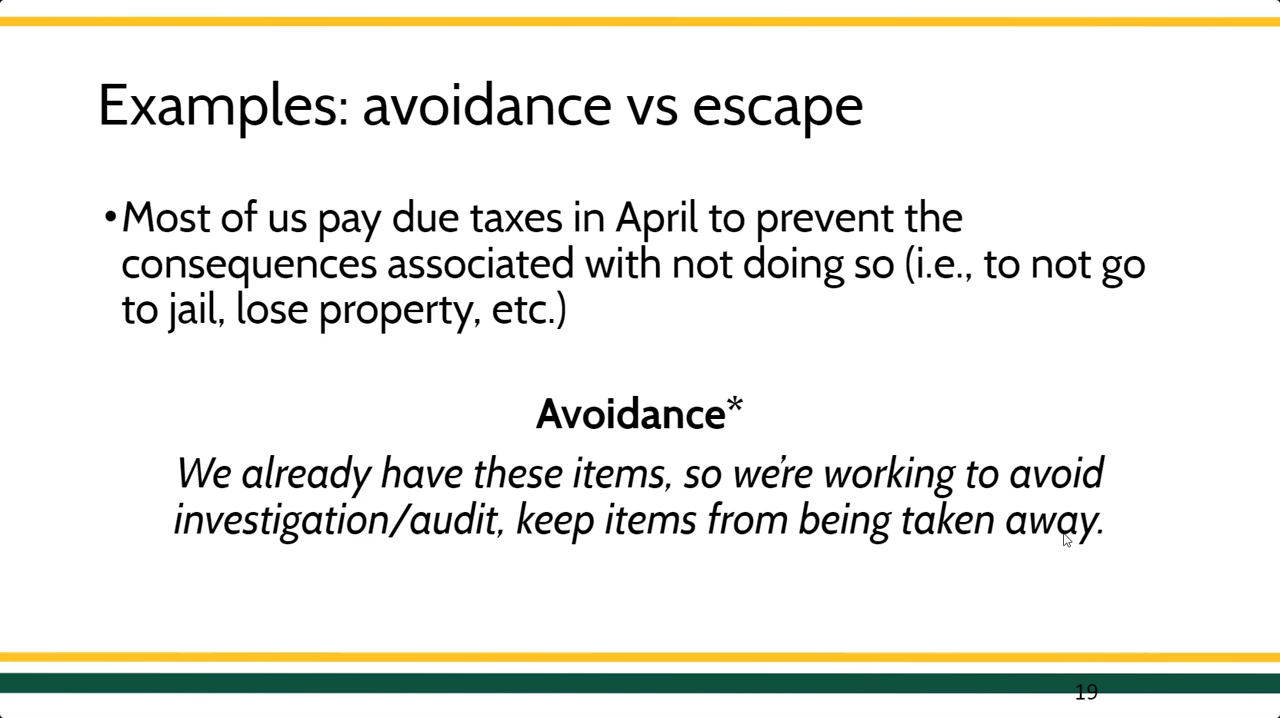 Examples: avoidance vs escape
•Most of us pay due taxes in April to prevent the
consequences associated with not doing so (i.e., to not go
to jail, lose property, etc.)
Avoidance*
We already have these items, so we're working to avoid
investigation/audit, keep items from being taken away.
19